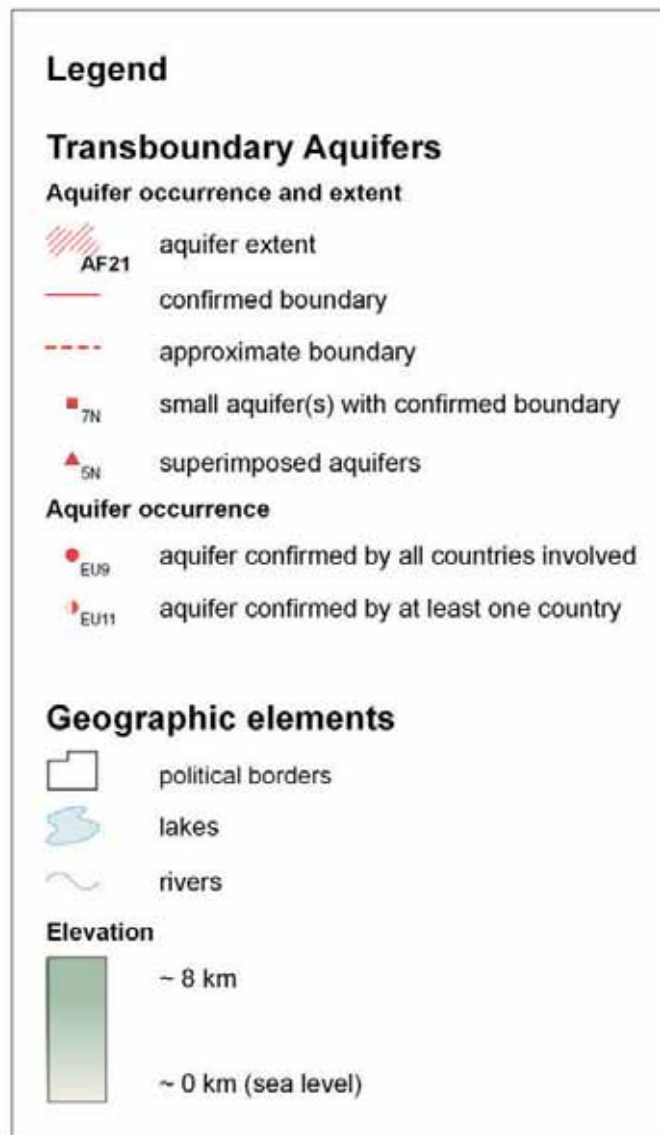 Legend
Transboundary Aquifers
Aquifer occurrence and extent
AF21 aquifer extent
confirmed boundary
approximate boundary
7N small aquifer(s) with confirmed boundary
5N superimposed aquifers
Aquifer occurrence
EU9 aquifer confirmed by all countries involved
EU11 aquifer confirmed by at least one country
Geographic elements
political borders
lakes
rivers
Elevation
~ 8 km
~ 0 km (sea level)